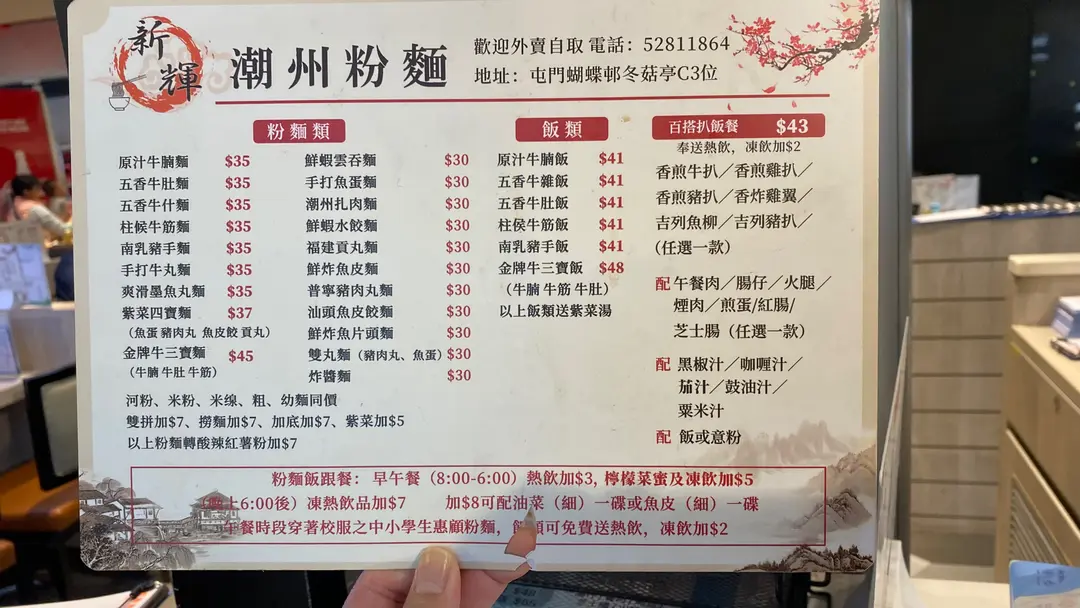 新輝
潮州粉麵
歡迎外賣自取 電話：52811864
地址：屯門蝴蝶邨冬菇亭C3位
粉麵類
原汁牛腩麵 $35
五香牛肚麵 $35
五香牛什麵 $35
柱候牛筋麵 $35
南乳豬手麵 $35
手打牛丸麵 $35
爽滑墨魚丸麵 $35
紫菜四寶麵 $37
（魚蛋 豬肉丸 魚皮餃 貢丸）
金牌牛三寶麵 $45
（牛腩 牛肚 牛筋）
鮮蝦雲吞麵 $30
手打魚蛋麵 $30
潮州扎肉麵 $30
鮮蝦水餃麵 $30
福建貢丸麵 $30
鮮炸魚皮麵 $30
普寧豬肉丸麵 $30
汕頭魚皮餃麵 $30
鮮炸魚片頭麵 $30
雙丸麵（豬肉丸、魚蛋）$30
炸醬麵 $30
河粉、米粉、米線、粗、幼麵同價
雙拼加$7、撈麵加$7、加底加$7、紫菜加$5
以上粉麵轉酸辣紅薯粉加$7
飯類
原汁牛腩飯 $41
五香牛雜飯 $41
五香牛肚飯 $41
柱侯牛筋飯 $41
南乳豬手飯 $41
金牌牛三寶飯 $48
（牛腩 牛筋 牛肚）
以上飯類送紫菜湯
百搭扒飯餐 $43
奉送熱飲，凍飲加$2
香煎牛扒／香煎雞扒／
香煎豬扒／香炸雞翼／
吉列魚柳／吉列豬扒／
（任選一款）
配 午餐肉／腸仔／火腿／
煙肉／煎蛋/紅腸/
芝士腸（任選一款）
配 黑椒汁／咖喱汁／
茄汁／鼓油汁／
粟米汁
配 飯或意粉
粉麵飯跟餐： 早午餐（8:00-6:00）熱飲加$3, 檸檬菜蜜及凍飲加$5
上6:00後）凍熱飲品加$7 加$8可配油菜（細）一碟或魚皮（細）一碟
餐時段穿著校服之中小學生惠顧粉麵，飯類可免費送熱飲，凍飲加$2